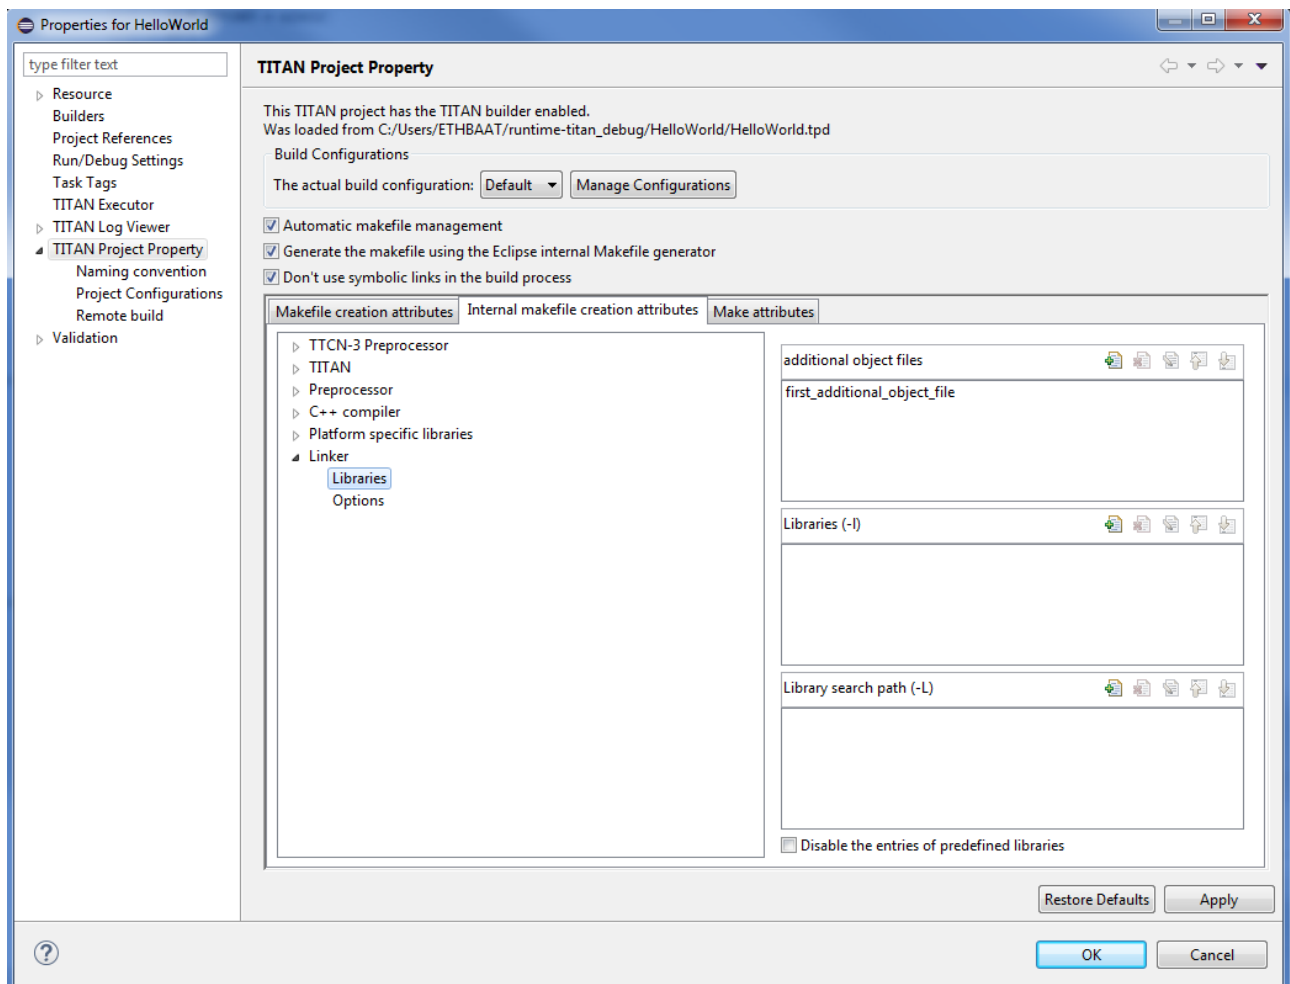 Properties for HelloWorld
type filter text
Resource
Builders
Project References
Run/Debug Settings
Task Tags
TITAN Executor
TITAN Log Viewer
TITAN Project Property
Naming convention
Project Configurations
Remote build
Validation
TITAN Project Property
This TITAN project has the TITAN builder enabled.
Was loaded from C:/Users/ETHBAAT/runtime-titan_debug/HelloWorld/HelloWorld.tpd
Build Configurations
The actual build configuration: Default Manage Configurations
Automatic makefile management
Generate the makefile using the Eclipse internal Makefile generator
Don't use symbolic links in the build process
Makefile creation attributes Internal makefile creation attributes Make attributes
TTCN-3 Preprocessor
TITAN
Preprocessor
C++ compiler
Platform specific libraries
Linker
Libraries
Options
additional object files
first_additional_object_file
Libraries (-l)
Library search path (-L)
Disable the entries of predefined libraries
Restore Defaults Apply
OK Cancel